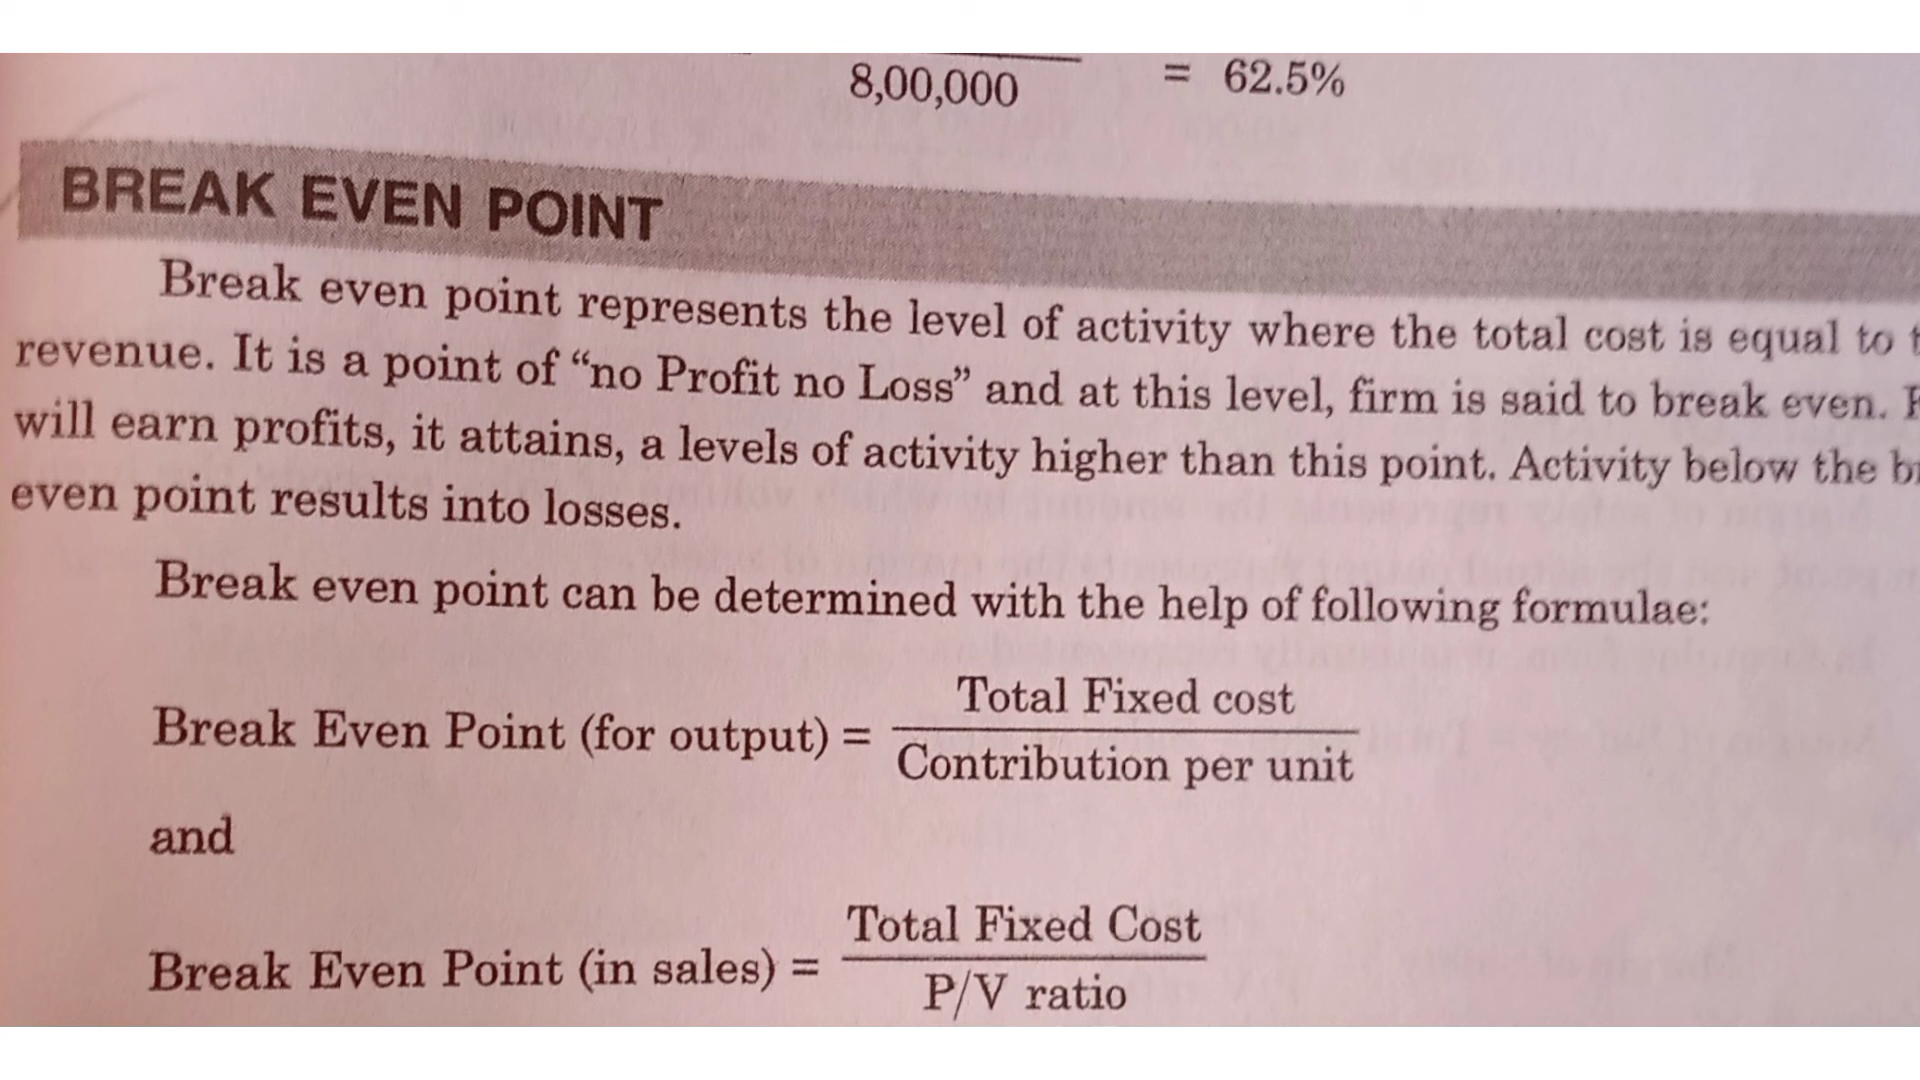 8,00,000 = 62.5%
BREAK EVEN POINT
Break even point represents the level of activity where the total cost is equal to
revenue. It is a point of “no Profit no Loss” and at this level, firm is said to break even.
will earn profits, it attains, a levels of activity higher than this point. Activity below the
even point results into losses.
Break even point can be determined with the help of following formulae:
Total Fixed cost
Break Even Point (for output) =
Contribution per unit
and
Total Fixed Cost
Break Even Point (in sales) =
P/V ratio